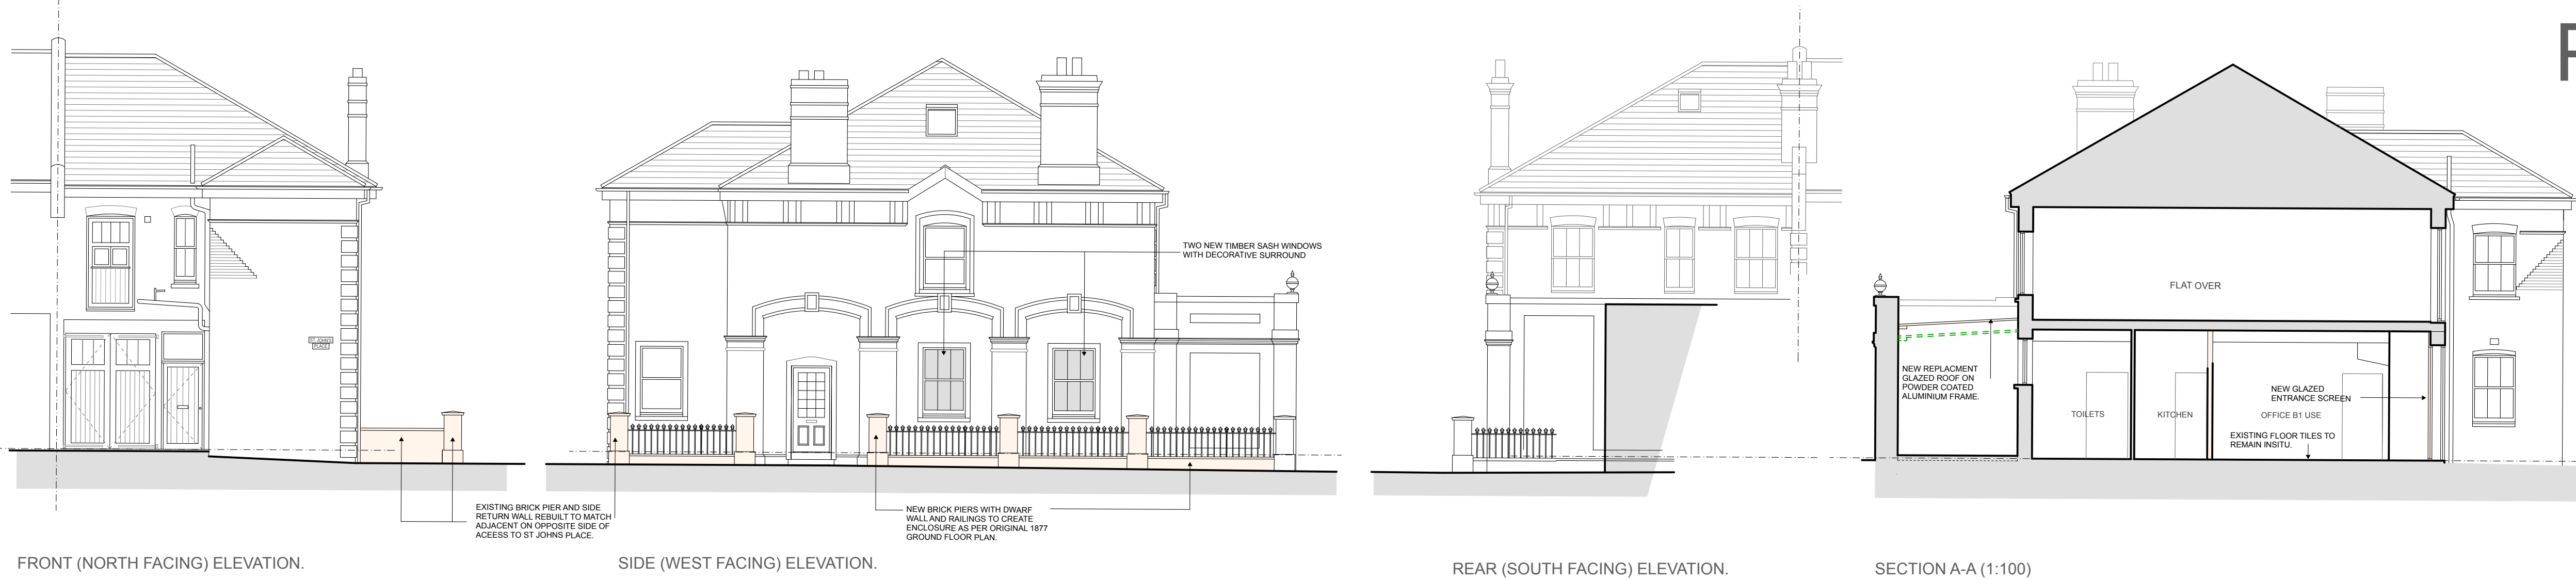 ST. JOHN'S
PLACE.
EXISTING BRICK PIER AND SIDE
RETURN WALL REBUILT TO MATCH
ADJACENT ON OPPOSITE SIDE OF
ACEESS TO ST JOHNS PLACE.
FRONT (NORTH FACING) ELEVATION.
TWO NEW TIMBER SASH WINDOWS
WITH DECORATIVE SURROUND
NEW BRICK PIERS WITH DWARF
WALL AND RAILINGS TO CREATE
ENCLOSURE AS PER ORIGINAL 1877
GROUND FLOOR PLAN.
SIDE (WEST FACING) ELEVATION.
REAR (SOUTH FACING) ELEVATION.
FLAT OVER
NEW REPLACMENT
GLAZED ROOF ON
POWDER COATED
ALUMINIUM FRAME.
TOILETS
KITCHEN
NEW GLAZED
ENTRANCE SCREEN
OFFICE B1 USE
EXISTING FLOOR TILES TO
REMAIN INSITU.
SECTION A-A (1:100)